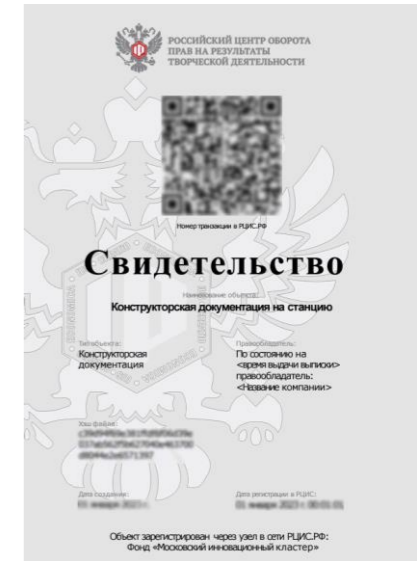 РОССИЙСКИЙ ЦЕНТР ОБОРОТА
ПРАВ НА РЕЗУЛЬТАТЫ
ТВОРЧЕСКОЙ ДЕЯТЕЛЬНОСТИ
Номер транзакции в РЦИС.РФ
Свидетельство
Наименование объекта:
Конструкторская документация на станцию
Тип объекта:
Конструкторская
документация
Правообладатель:
По состоянию на
<время выдачи выписки>
правообладатель:
<Название компании>
Хэш файла:
Дата создания:
Дата регистрации в РЦИС:
Объект зарегистрирован через узел в сети РЦИС.РФ:
Фонд «Московский инновационный кластер»